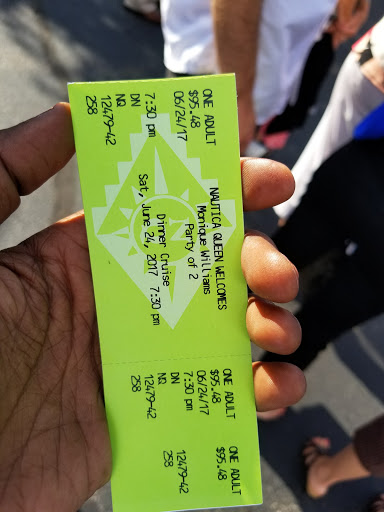 ONE ADULT
$95.48
06/24/17
7:30 pm
DN
NQ
12479-42
258
NAUTICA QUEEN WELCOMES
Monique Williams
Party of 2
Dinner Cruise
Sat, June 24, 2017 7:30 pm
ONE ADULT
$95.48
06/24/17
7:30 pm
DN
NQ
12479-42
258
ONE ADULT
$95.48
12479-42
258